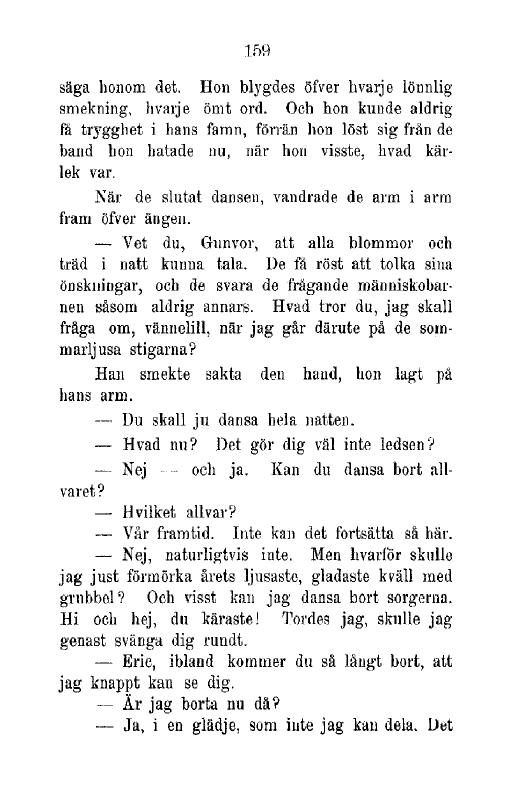 159
säga honom det. Hon blygdes öfver hvarje lönnlig
smekning, hvarje ömt ord. Och hon kunde aldrig
få trygghet i hans famn, förrän hon löst sig från de
band hon hatade nu, när hon visste, hvad kär-
lek var.
När de slutat dansen, vandrade de arm i arm
fram öfver ängen.
— Vet du, Gunvor, att alla blommor och
träd i natt kunna tala. De få röst att tolka sina
önskningar, och de svara de frågande människobar-
nen såsom aldrig annars. Hvad tror du, jag skall
fråga om, vännelill, när jag går därute på de som-
marljusa stigarna?
Han smekte sakta den hand, hon lagt på
hans arm.
— Du skall ju dansa hela natten.
— Hvad nu? Det gör dig väl inte ledsen?
— Nej — och ja. Kan du dansa bort all-
varet?
— Hvilket allvar?
— Vår framtid. Inte kan det fortsätta så här.
— Nej, naturligtvis inte. Men hvarför skulle
jag just förmörka årets ljusaste, gladaste kväll med
grubbel? Och visst kan jag dansa bort sorgerna.
Hi och hej, du käraste! Tordes jag, skulle jag
genast svänga dig rundt.
— Eric, ibland kommer du så långt bort, att
jag knappt kan se dig.
— Är jag borta nu då?
— Ja, i en glädje, som inte jag kan dela. Det